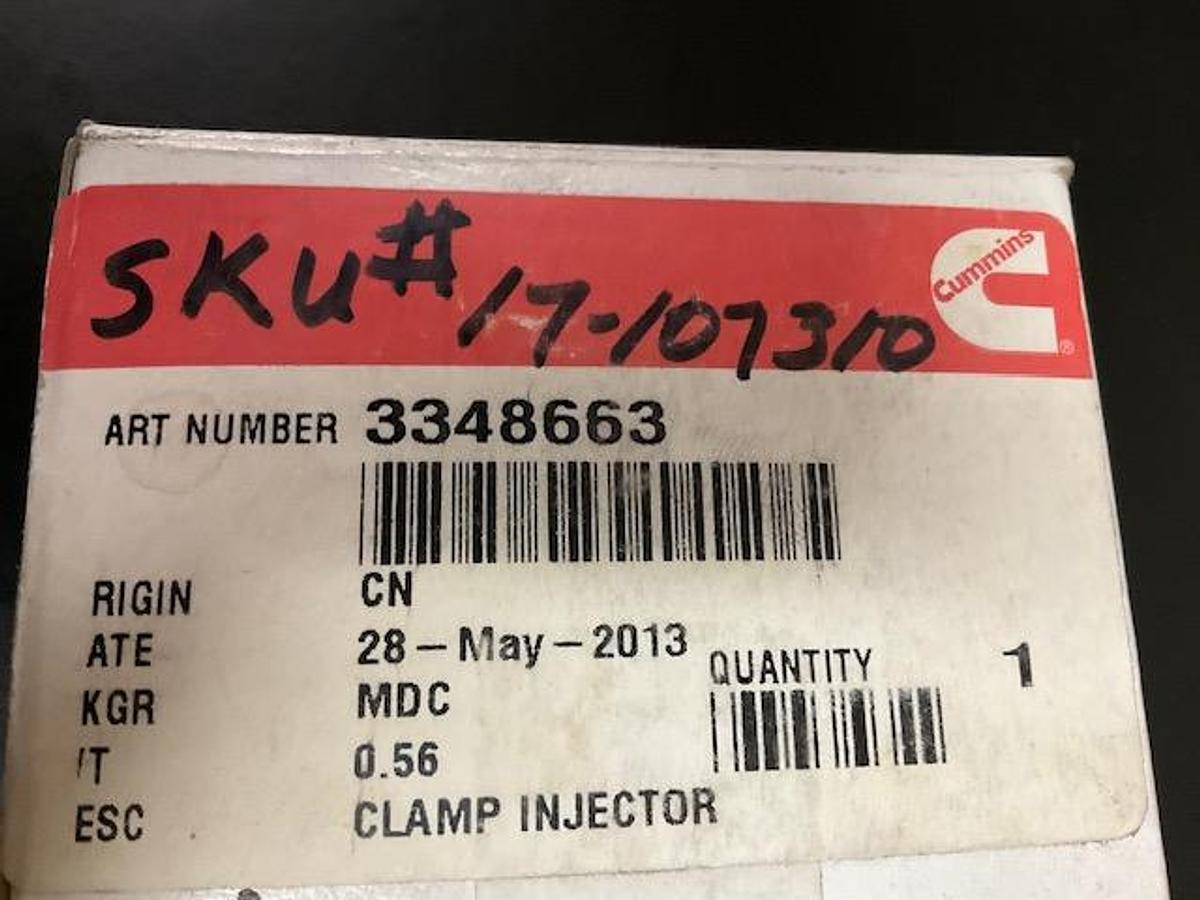 Cummins
SKU# 17-107310
ART NUMBER 3348663
RIGIN CN
ATE 28-May-2013
QUANTITY 1
KGR MDC
T 0.56
ESC CLAMP INJECTOR